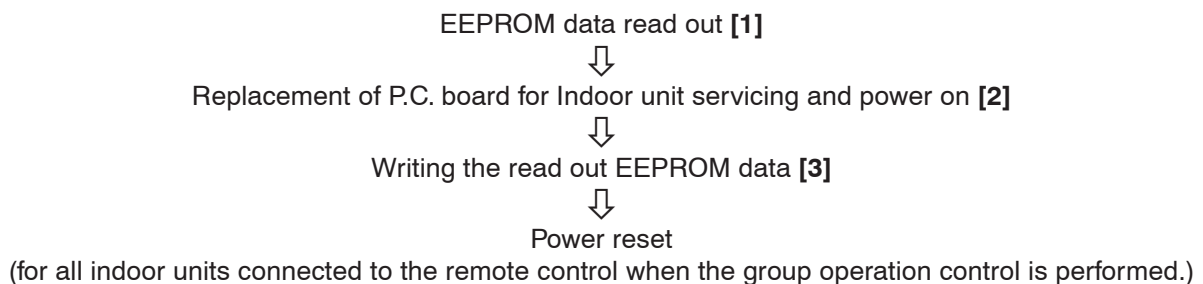 EEPROM data read out [1]
Replacement of P.C. board for Indoor unit servicing and power on [2]
Writing the read out EEPROM data [3]
Power reset
(for all indoor units connected to the remote control when the group operation control is performed.)